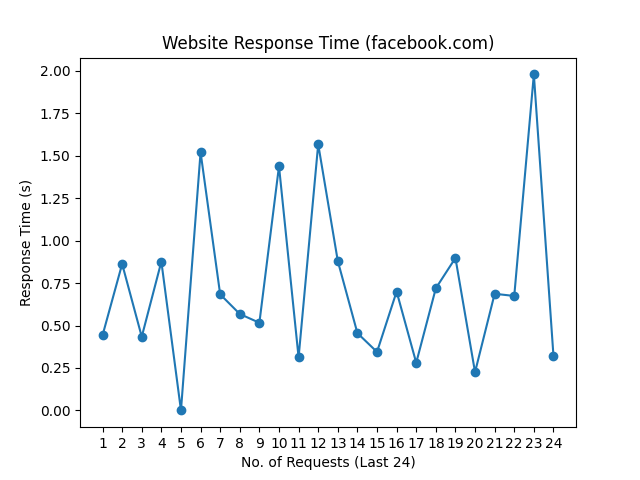 Website Response Time (facebook.com)
2.00
1.75
1.50
1.25
1.00
0.75
0.50
0.25
0.00
Response Time (s)
1 2 3 4 5 6 7 8 9 10 11 12 13 14 15 16 17 18 19 20 21 22 23 24
No. of Requests (Last 24)